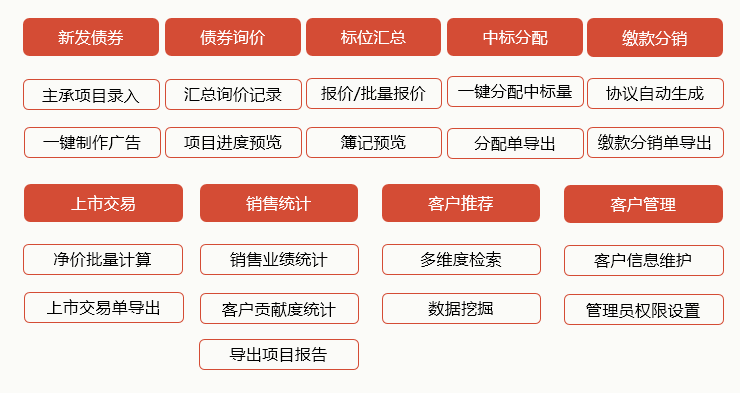 新发债券
债券询价
标位汇总
中标分配
缴款分销
主承项目录入
汇总询价记录
报价/批量报价
一键分配中标量
协议自动生成
一键制作广告
项目进度预览
簿记预览
分配单导出
缴款分销单导出
上市交易
销售统计
客户推荐
客户管理
净价批量计算
销售业绩统计
多维度检索
客户信息维护
上市交易单导出
客户贡献度统计
数据挖掘
管理员权限设置
导出项目报告